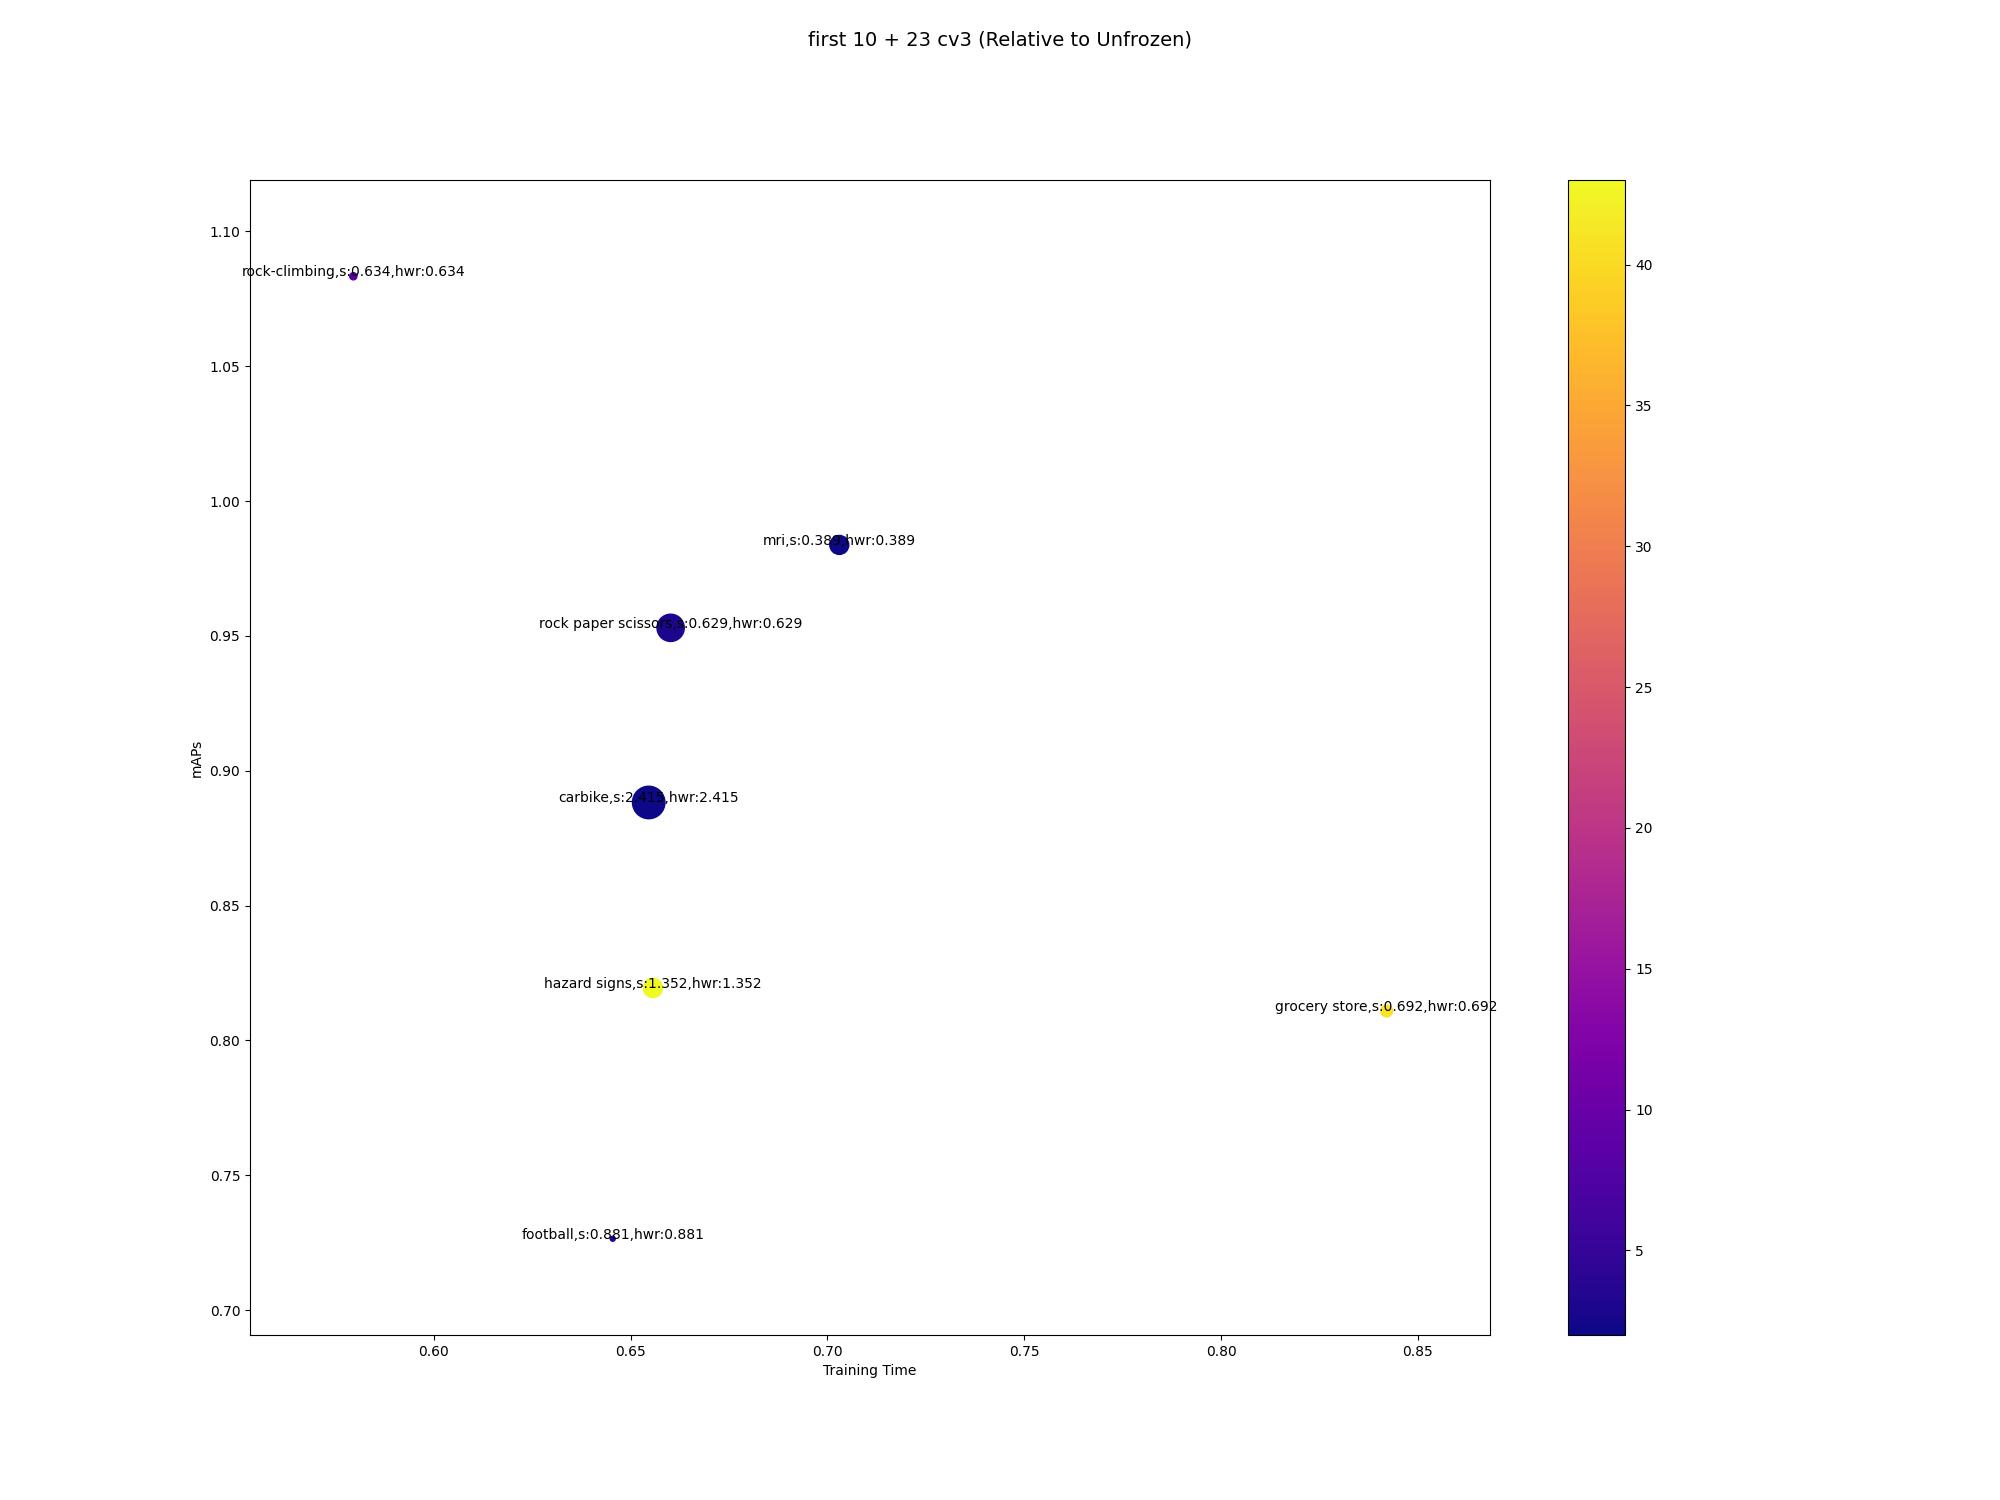 first 10 + 23 cv3 (Relative to Unfrozen)
1.10
1.05
1.00
0.95
0.90
0.85
0.80
0.75
0.70
mAPs
rock-climbing,s:0.634,hwr:0.634
mri,s:0.389,hwr:0.389
rock paper scissors,s:0.629,hwr:0.629
carbike,s:2.415,hwr:2.415
hazard signs,s:1.352,hwr:1.352
grocery store,s:0.692,hwr:0.692
football,s:0.881,hwr:0.881
0.60
0.65
0.70
0.75
0.80
0.85
Training Time
40
35
30
25
20
15
10
5